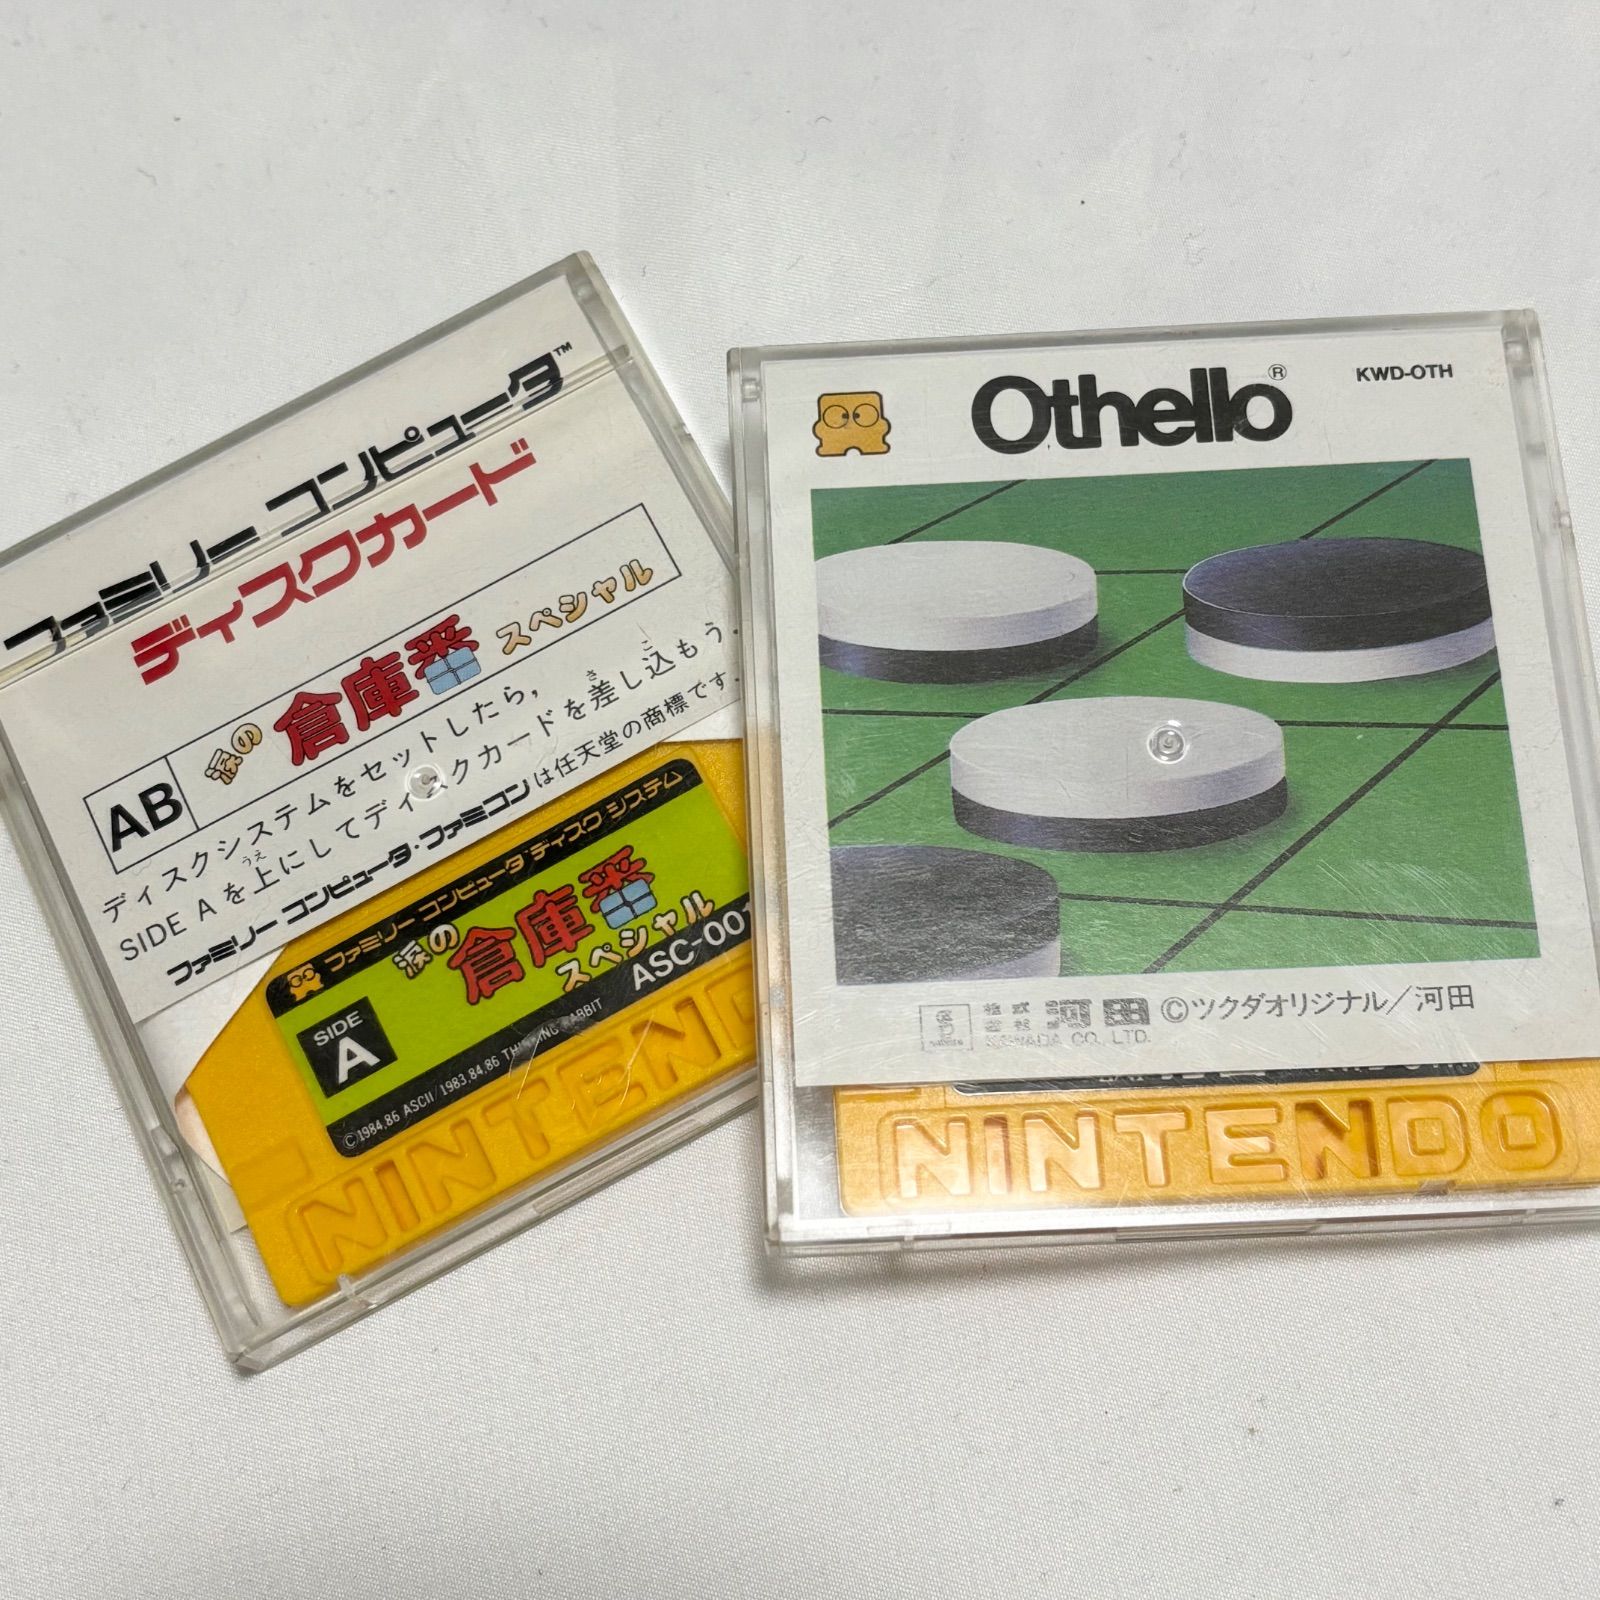 ファミリー コンピュータ™
ディスクカード
AB
涙の倉庫番スペシャル
ディスクシステムをセットしたら,
SIDE Aを上にしてディスクカードを差し込もう.
うえ
さ
こ
ファミリー コンピュータ・ファミコンは任天堂の商標です.
ファミリー コンピュータ ディスク システム
涙の倉庫番スペシャル
SIDE
A
ASC-001
©1984,86 ASCII/1983,84,86 RABBIT
NINTENDO
Othello®
KWD-OTH
株式会社 河田
KAWADA CO., LTD.
©ツクダオリジナル/河田
NINTENDO